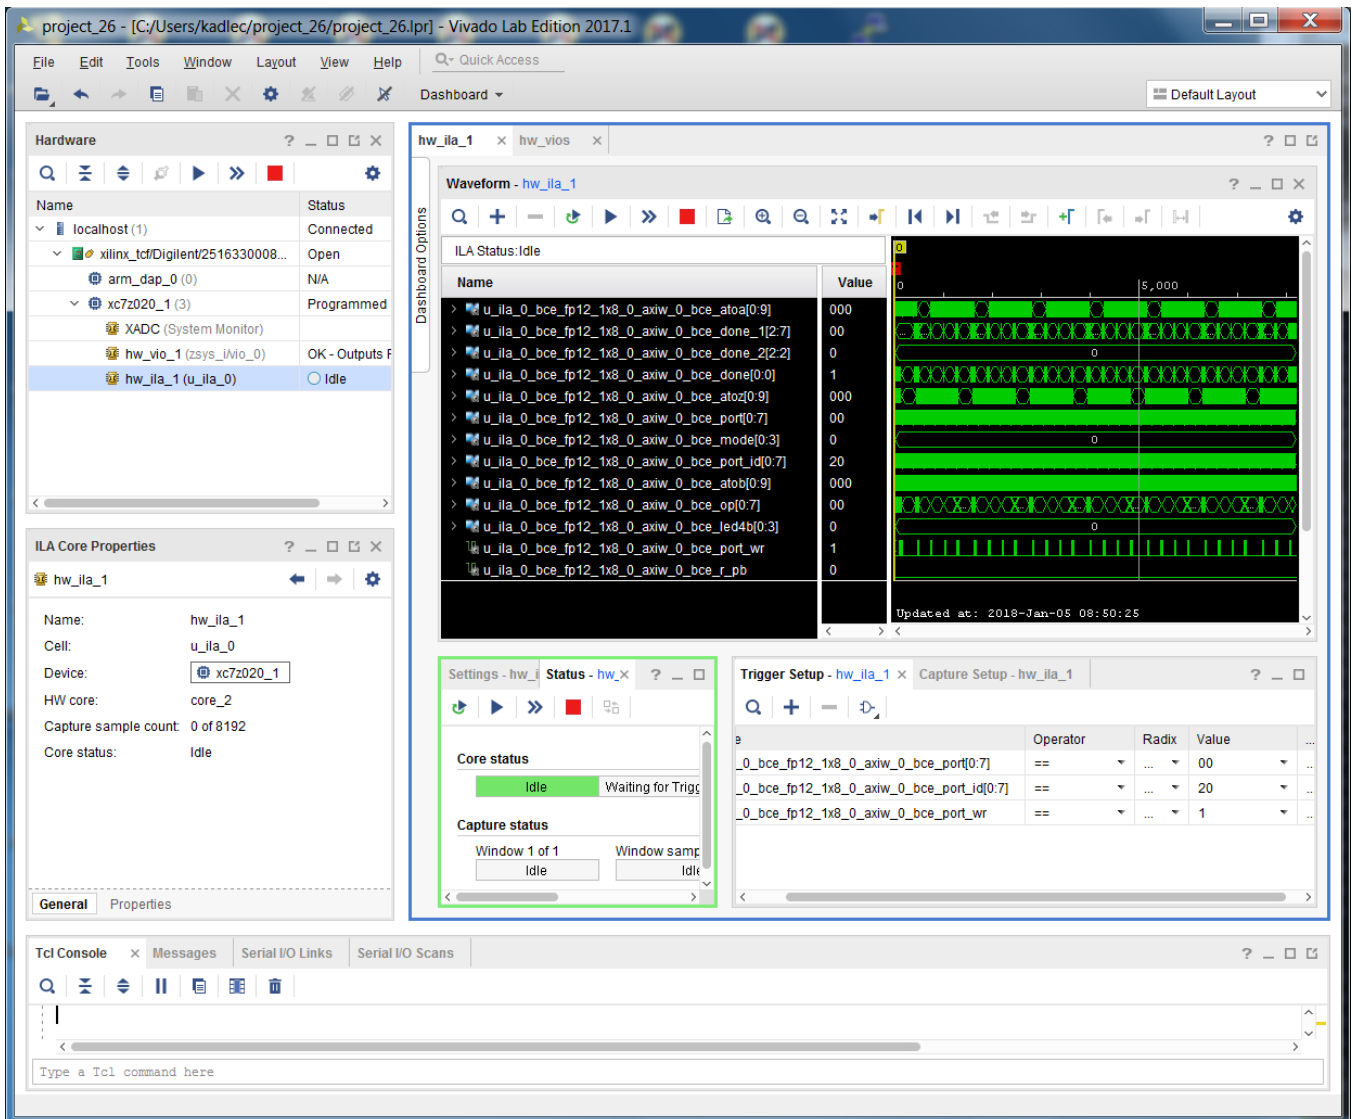 project_26 - [C:/Users/kadlec/project_26/project_26.lpr] - Vivado Lab Edition 2017.1
File Edit Tools Window Layout View Help Quick Access
Dashboard Default Layout
Hardware
Name Status
localhost (1) Connected
xilinx_tcf/Digilent/2516330008... Open
arm_dap_0 (0) N/A
xc7z020_1 (3) Programmed
XADC (System Monitor)
hw_vio_1 (zsys_i/vio_0) OK - Outputs
hw_ila_1 (u_ila_0) Idle
ILA Core Properties
hw_ila_1
Name: hw_ila_1
Cell: u_ila_0
Device: xc7z020_1
HW core: core_2
Capture sample count: 0 of 8192
Core status: Idle
General Properties
hw_ila_1 hw_vios
Dashboard Options
Waveform - hw_ila_1
ILA Status: Idle
Name Value
u_ila_0_bce_fp12_1x8_0_axiw_0_bce_atoa[0:9] 000
u_ila_0_bce_fp12_1x8_0_axiw_0_bce_done_1[2:7] 00
u_ila_0_bce_fp12_1x8_0_axiw_0_bce_done_2[2:2] 0
u_ila_0_bce_fp12_1x8_0_axiw_0_bce_done[0:0] 1
u_ila_0_bce_fp12_1x8_0_axiw_0_bce_atoz[0:9] 000
u_ila_0_bce_fp12_1x8_0_axiw_0_bce_port[0:7] 00
u_ila_0_bce_fp12_1x8_0_axiw_0_bce_mode[0:3] 0
u_ila_0_bce_fp12_1x8_0_axiw_0_bce_port_id[0:7] 20
u_ila_0_bce_fp12_1x8_0_axiw_0_bce_atob[0:9] 000
u_ila_0_bce_fp12_1x8_0_axiw_0_bce_op[0:7] 00
u_ila_0_bce_fp12_1x8_0_axiw_0_bce_led4b[0:3] 0
u_ila_0_bce_fp12_1x8_0_axiw_0_bce_port_wr 1
u_ila_0_bce_fp12_1x8_0_axiw_0_bce_r_pb 0
0
0 5,000
0
0
0
Updated at: 2018-Jan-05 08:50:25
Settings - hw_i Status - hw_
Core status
Idle Waiting for Trigg
Capture status
Window 1 of 1 Window samp
Idle Idle
Trigger Setup - hw_ila_1 Capture Setup - hw_ila_1
Operator Radix Value ...
_0_bce_fp12_1x8_0_axiw_0_bce_port[0:7] == ... 00
_0_bce_fp12_1x8_0_axiw_0_bce_port_id[0:7] == ... 20
_0_bce_fp12_1x8_0_axiw_0_bce_port_wr == ... 1
Tcl Console Messages Serial I/O Links Serial I/O Scans
Type a Tcl command here